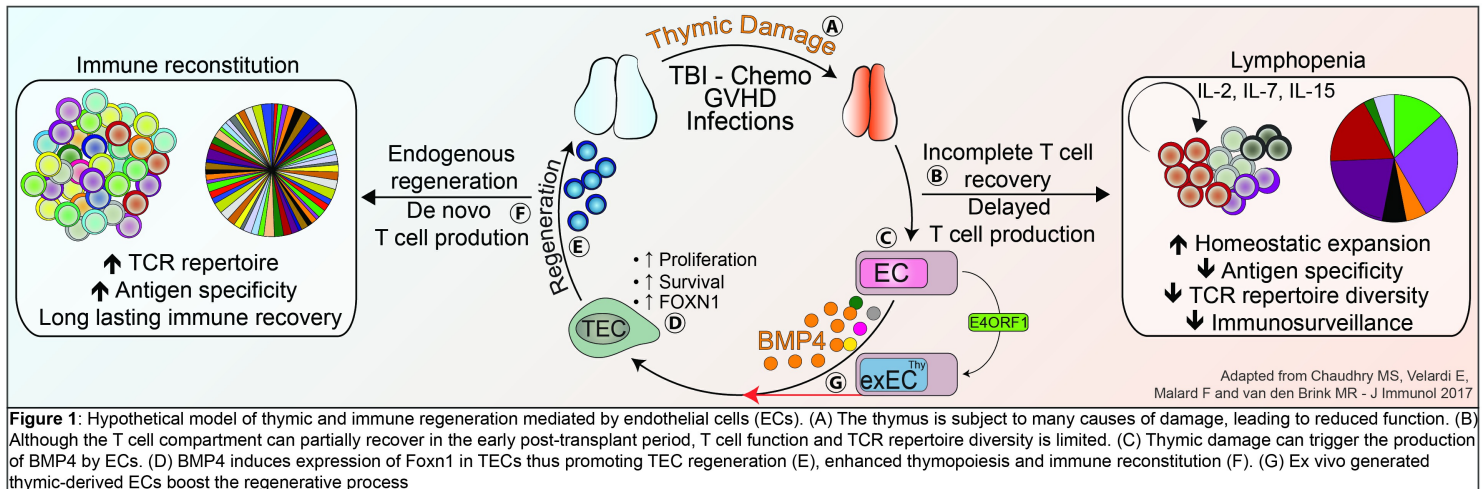 Thymic Damage
A
TBI - Chemo
GVHD
Infections
Immune reconstitution
↑ TCR repertoire
↑ Antigen specificity
Long lasting immune recovery
Endogenous
regeneration
De novo
F
T cell prodution
Regeneration
E
• ↑ Proliferation
• ↑ Survival
• ↑ FOXN1
D
TEC
BMP4
C
EC
E4ORF1
G
exEC Thy
Incomplete T cell
B
recovery
Delayed
T cell production
Lymphopenia
IL-2, IL-7, IL-15
↑ Homeostatic expansion
↓ Antigen specificity
↓ TCR repertoire diversity
↓ Immunosurveillance
Adapted from Chaudhry MS, Velardi E,
Malard F and van den Brink MR - J Immunol 2017
Figure 1: Hypothetical model of thymic and immune regeneration mediated by endothelial cells (ECs). (A) The thymus is subject to many causes of damage, leading to reduced function. (B)
Although the T cell compartment can partially recover in the early post-transplant period, T cell function and TCR repertoire diversity is limited. (C) Thymic damage can trigger the production
of BMP4 by ECs. (D) BMP4 induces expression of Foxn1 in TECs thus promoting TEC regeneration (E), enhanced thymopoiesis and immune reconstitution (F). (G) Ex vivo generated
thymic-derived ECs boost the regenerative process